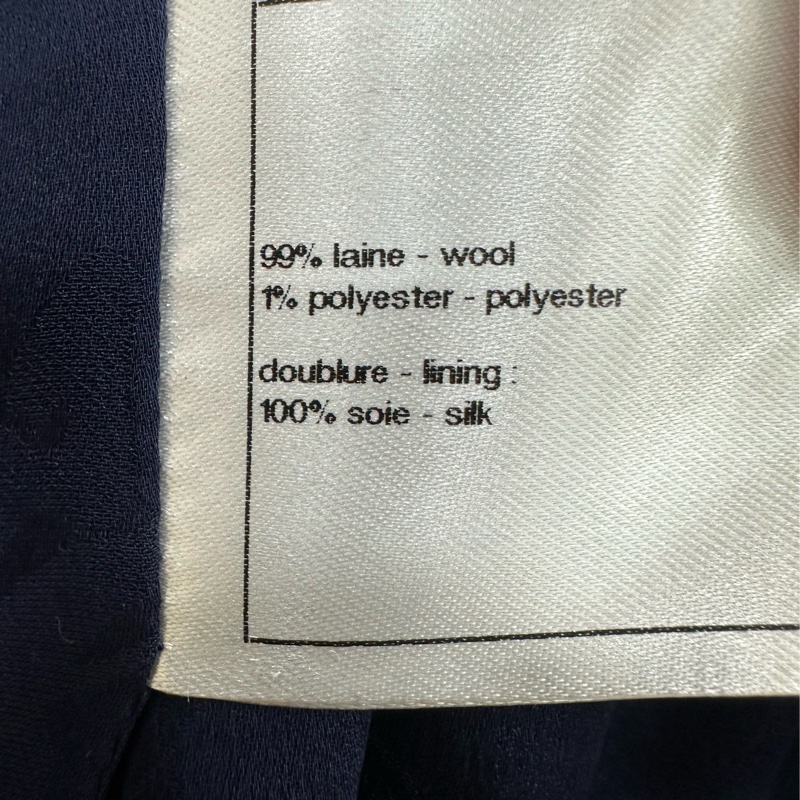 99% laine - wool
1% polyester - polyester
doublure - lining :
100% soie - silk